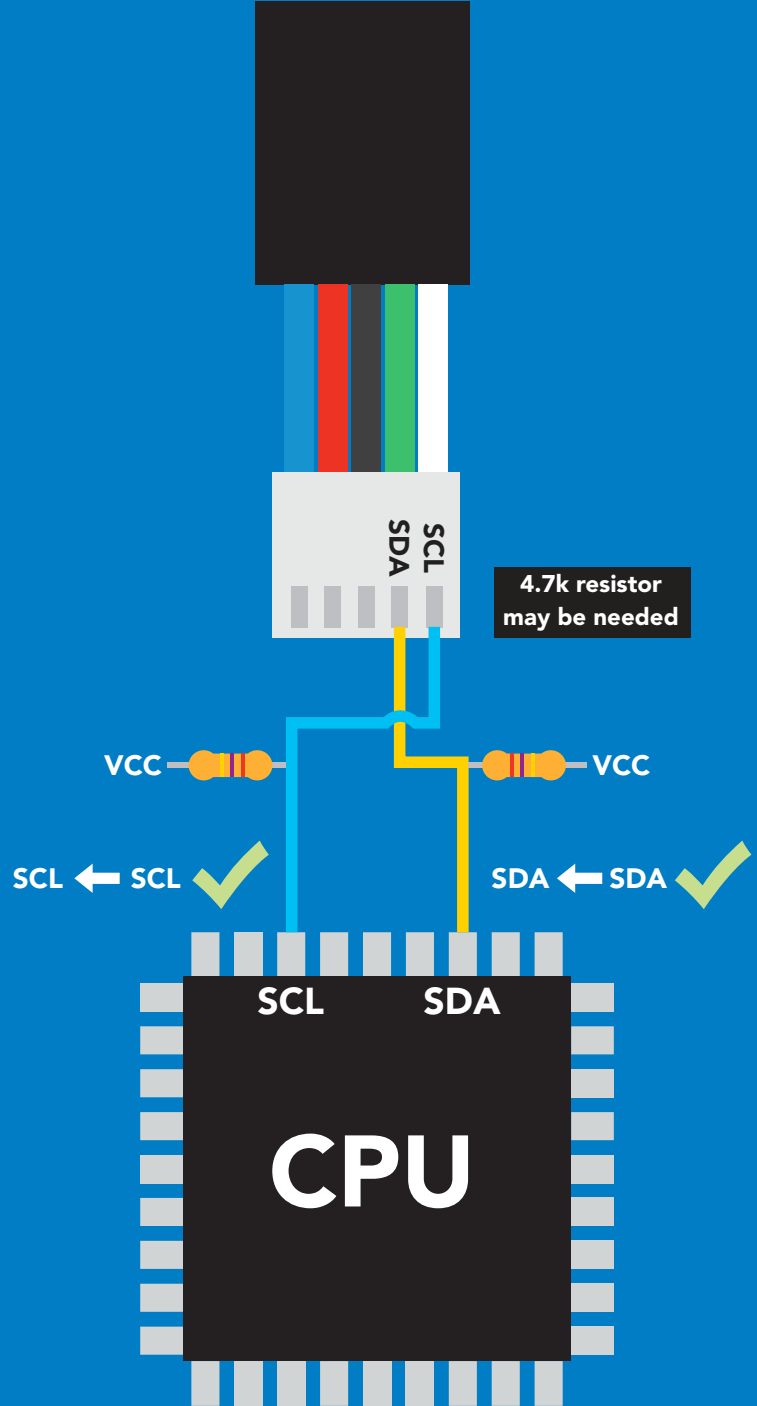 SDA
SCL
4.7k resistor
may be needed
VCC
VCC
SCL SCL
SDA SDA
SCL
SDA
CPU